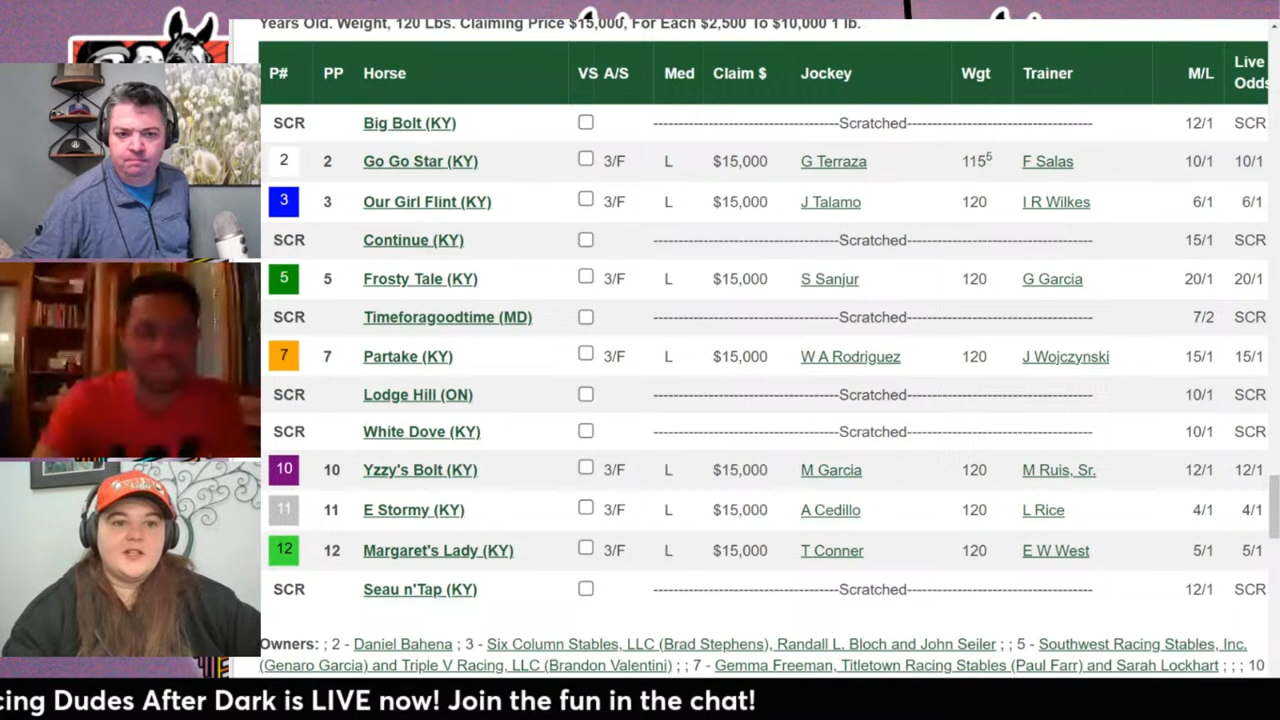 Years Old. Weight, 120 Lbs. Claiming Price $15,000, For Each $2,500 To $10,000 1 lb.
P# PP Horse VS A/S Med Claim $ Jockey Wgt Trainer M/L Live Odds
SCR Big Bolt (KY) ---Scratched--- 12/1 SCR
2 2 Go Go Star (KY) 3/F L $15,000 G Terraza 115⁵ F Salas 10/1 10/1
3 3 Our Girl Flint (KY) 3/F L $15,000 J Talamo 120 I R Wilkes 6/1 6/1
SCR Continue (KY) ---Scratched--- 15/1 SCR
5 5 Frosty Tale (KY) 3/F L $15,000 S Sanjur 120 G Garcia 20/1 20/1
SCR Timeforagoodtime (MD) ---Scratched--- 7/2 SCR
7 7 Partake (KY) 3/F L $15,000 W A Rodriguez 120 J Wojczynski 15/1 15/1
SCR Lodge Hill (ON) ---Scratched--- 10/1 SCR
SCR White Dove (KY) ---Scratched--- 10/1 SCR
10 10 Yzzy's Bolt (KY) 3/F L $15,000 M Garcia 120 M Ruis, Sr. 12/1 12/1
11 11 E Stormy (KY) 3/F L $15,000 A Cedillo 120 L Rice 4/1 4/1
12 12 Margaret's Lady (KY) 3/F L $15,000 T Conner 120 E W West 5/1 5/1
SCR Seau n'Tap (KY) ---Scratched--- 12/1 SCR
Owners: ; 2 - Daniel Bahena ; 3 - Six Column Stables, LLC (Brad Stephens), Randall L. Bloch and John Seiler ; ; 5 - Southwest Racing Stables, Inc.
(Genaro Garcia) and Triple V Racing, LLC (Brandon Valentini) ; ; 7 - Gemma Freeman, Titletown Racing Stables (Paul Farr) and Sarah Lockhart ; ; ; 10
cing Dudes After Dark is LIVE now! Join the fun in the chat!